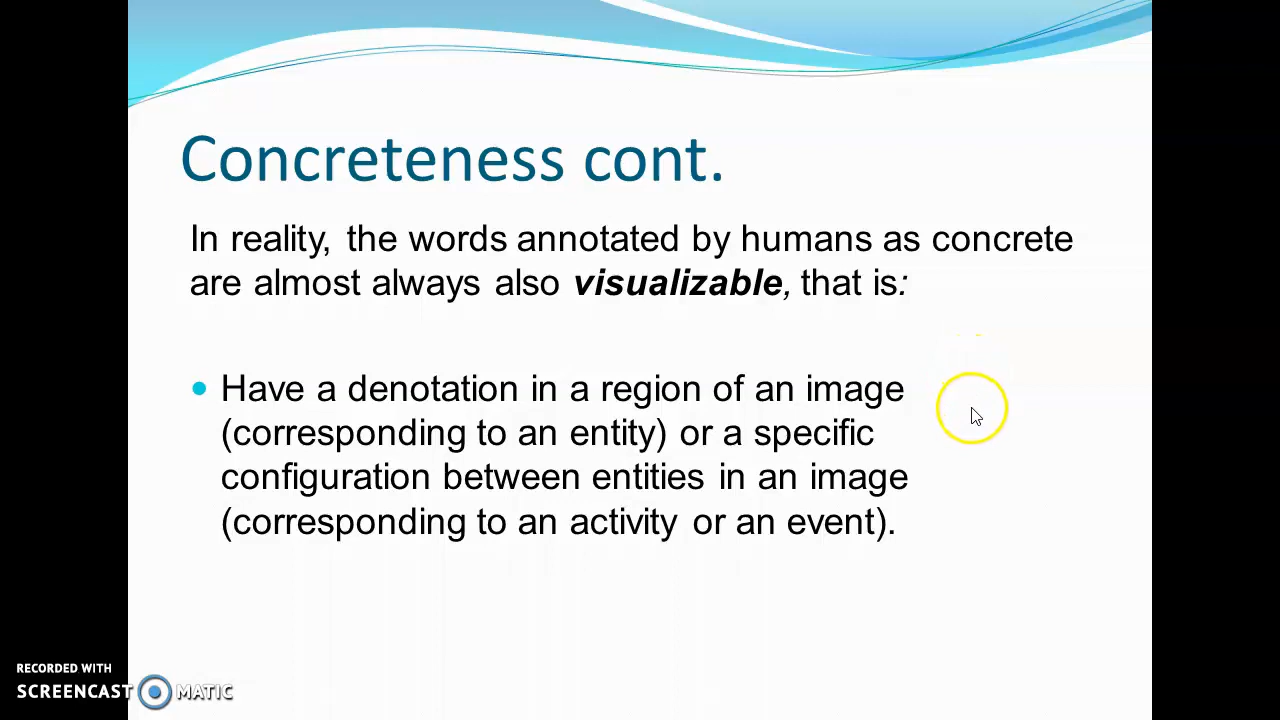 Concreteness cont.
In reality, the words annotated by humans as concrete
are almost always also visualizable, that is:
• Have a denotation in a region of an image
(corresponding to an entity) or a specific
configuration between entities in an image
(corresponding to an activity or an event).
RECORDED WITH
SCREENCAST MATIC